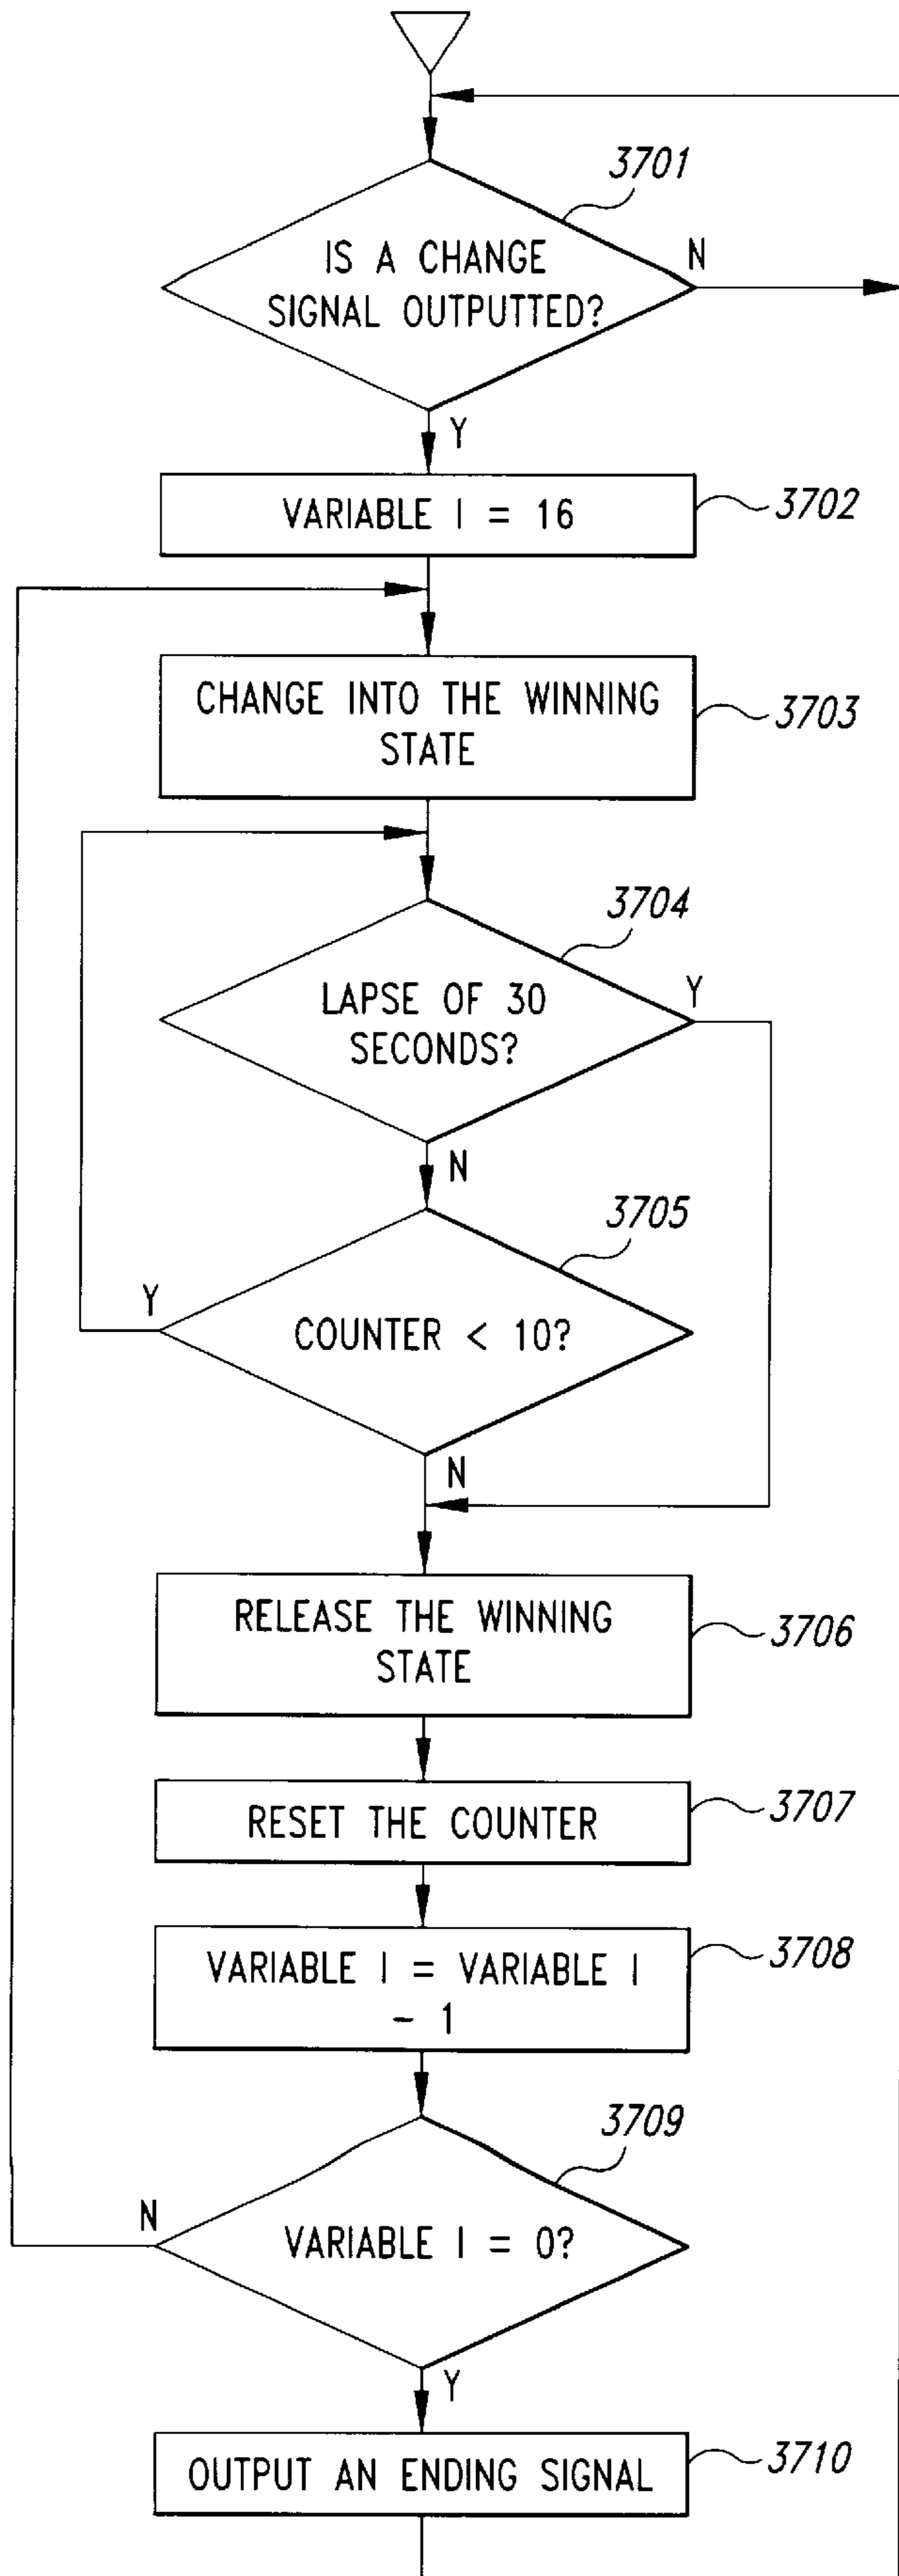 3701
IS A CHANGE
SIGNAL OUTPUTTED?
N
Y
VARIABLE I = 16
3702
CHANGE INTO THE WINNING
STATE
3703
3704
LAPSE OF 30
SECONDS?
Y
N
3705
Y
COUNTER < 10?
N
RELEASE THE WINNING
STATE
3706
RESET THE COUNTER
3707
VARIABLE I = VARIABLE I
- 1
3708
3709
N
VARIABLE I = 0?
Y
OUTPUT AN ENDING SIGNAL
3710